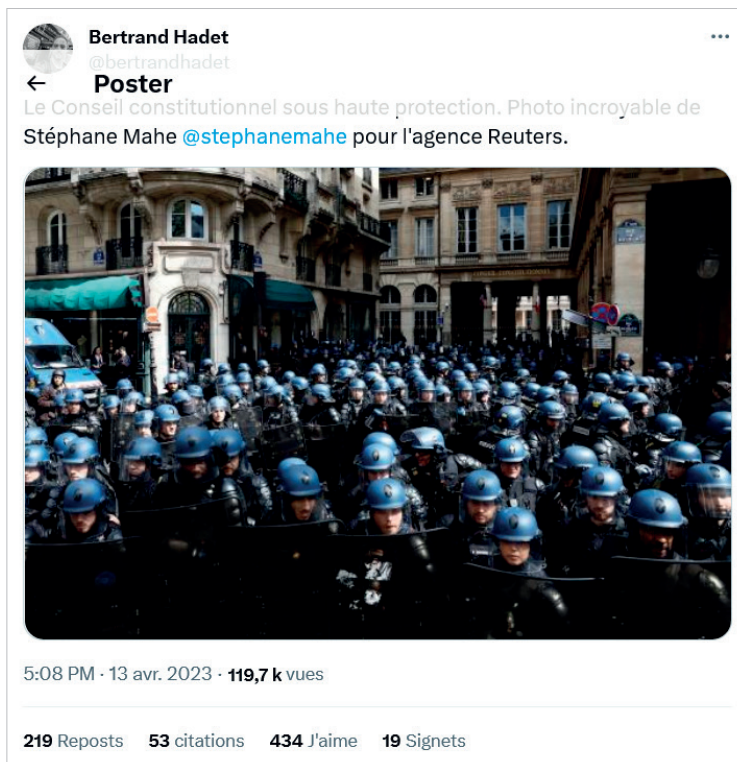 Bertrand Hadet
@bertrandhadet
Poster
Le Conseil constitutionnel sous haute protection. Photo incroyable de
Stéphane Mahe @stephanemahe pour l'agence Reuters.
5:08 PM · 13 avr. 2023 · 119,7 k vues
219 Reposts 53 citations 434 J'aime 19 Signets